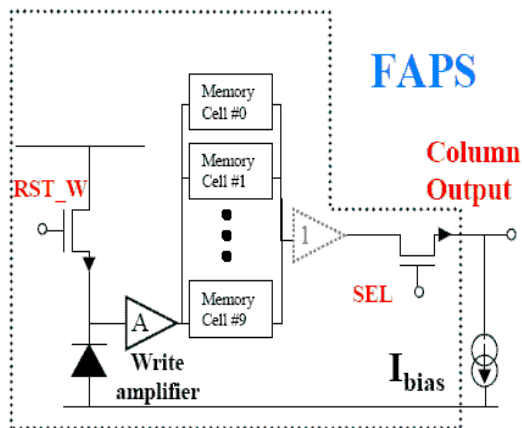 FAPS
Memory
Cell #0
Memory
Cell #1
Column
Output
RST_W
1
SEL
A
Memory
Cell #9
Write
amplifier
Ibias